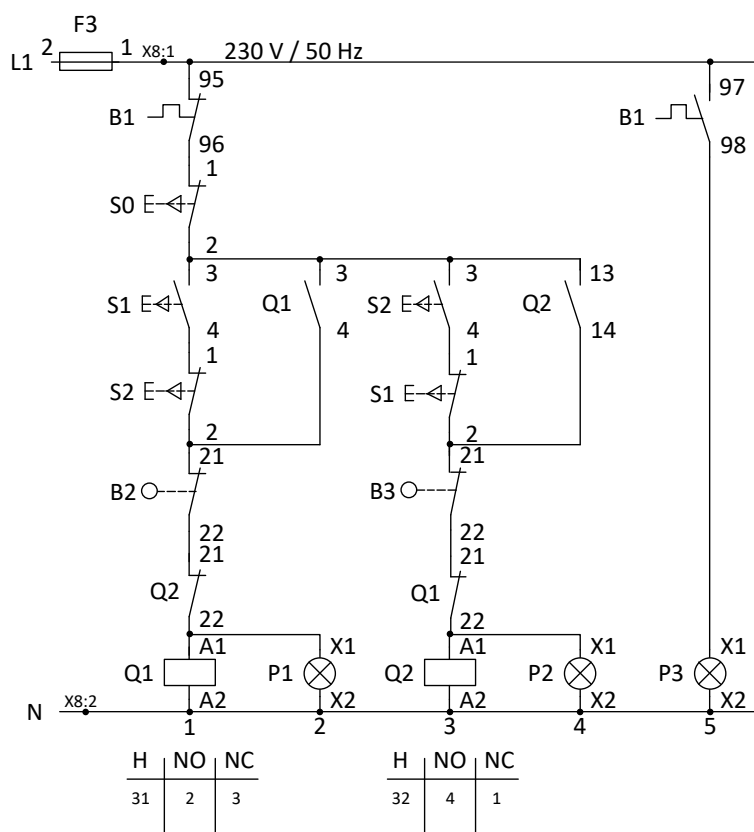 F3
L1 2 1 X8:1 230 V / 50 Hz
95 97
B1 B1
96 98
1
S0
2
3 3 3 13
S1 Q1 S2 Q2
4 4 4 14
1 1
S2 S1
2 2
21 21
B2 B3
22 22
21 21
Q2 Q1
22 22
A1 X1 A1 X1 X1
Q1 P1 Q2 P2 P3
A2 X2 A2 X2 X2
N X8:2
1 2 3 4 5
H NO NC H NO NC
31 2 3 32 4 1